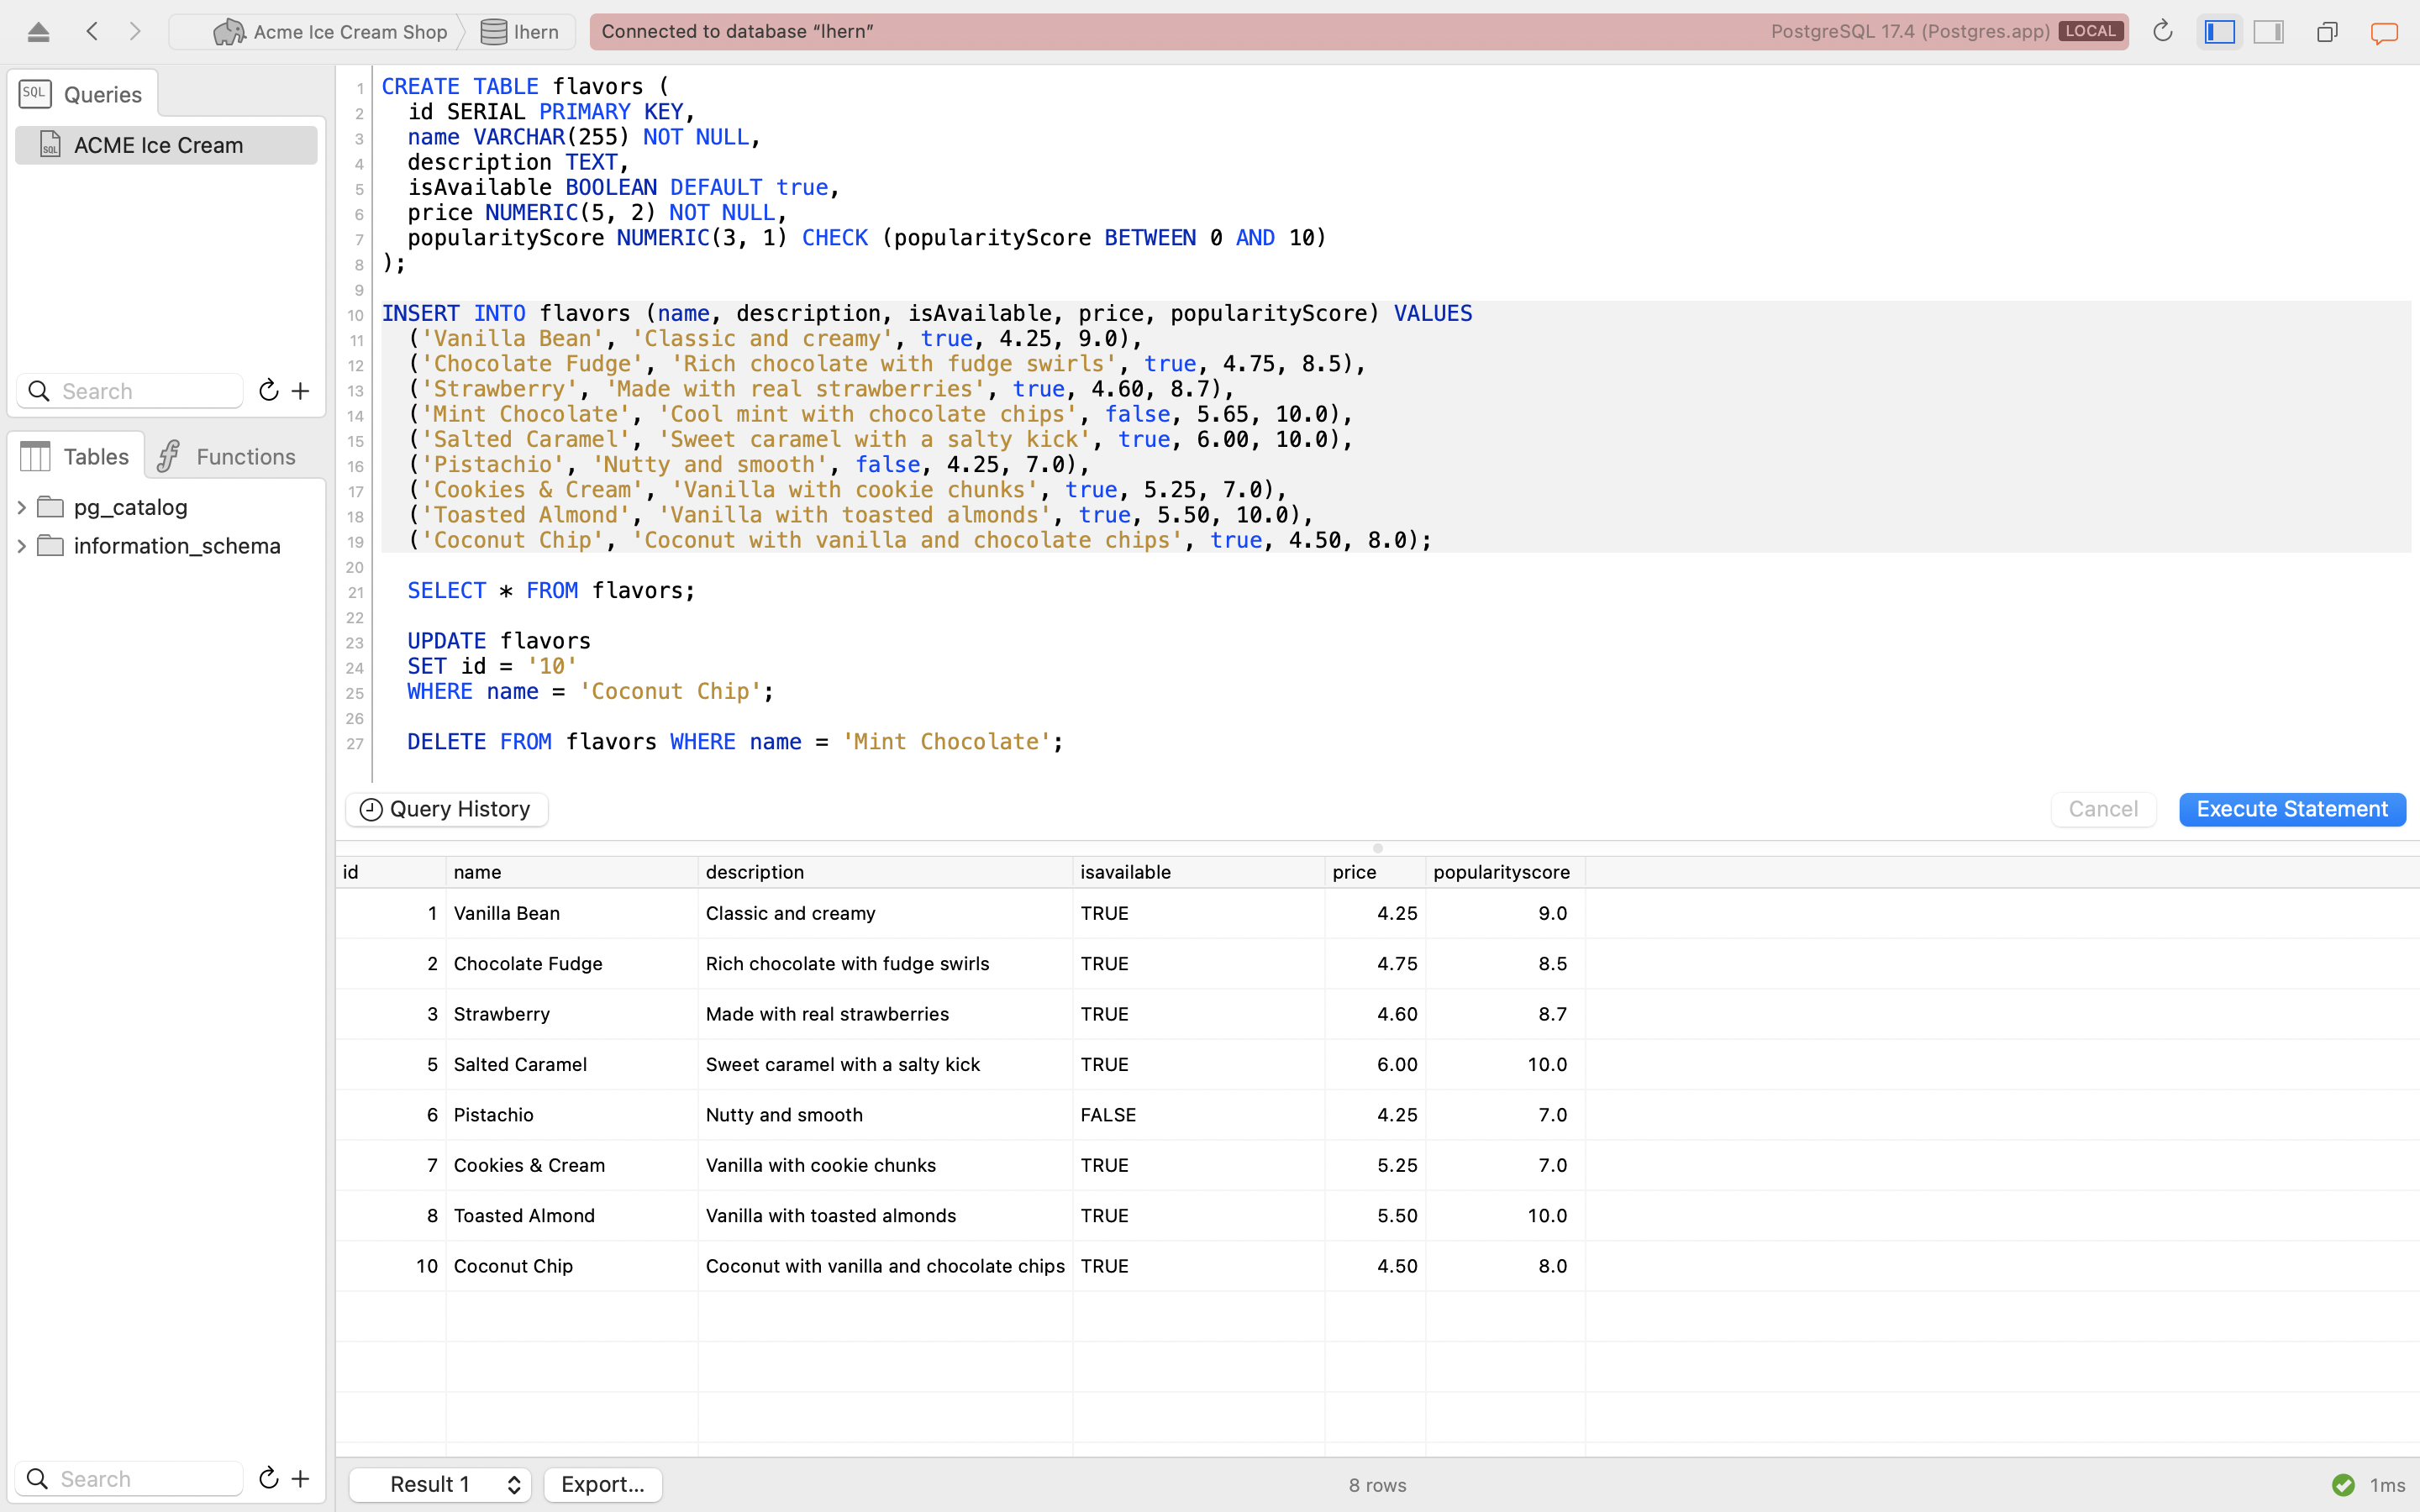 Acme Ice Cream Shop lhern Connected to database “lhern” PostgreSQL 17.4 (Postgres.app) LOCAL
SQL Queries
SQL ACME Ice Cream
Search
Tables Functions
pg_catalog
information_schema
Search
1 CREATE TABLE flavors (
2 id SERIAL PRIMARY KEY,
3 name VARCHAR(255) NOT NULL,
4 description TEXT,
5 isAvailable BOOLEAN DEFAULT true,
6 price NUMERIC(5, 2) NOT NULL,
7 popularityScore NUMERIC(3, 1) CHECK (popularityScore BETWEEN 0 AND 10)
8 );
9
10 INSERT INTO flavors (name, description, isAvailable, price, popularityScore) VALUES
11 ('Vanilla Bean', 'Classic and creamy', true, 4.25, 9.0),
12 ('Chocolate Fudge', 'Rich chocolate with fudge swirls', true, 4.75, 8.5),
13 ('Strawberry', 'Made with real strawberries', true, 4.60, 8.7),
14 ('Mint Chocolate', 'Cool mint with chocolate chips', false, 5.65, 10.0),
15 ('Salted Caramel', 'Sweet caramel with a salty kick', true, 6.00, 10.0),
16 ('Pistachio', 'Nutty and smooth', false, 4.25, 7.0),
17 ('Cookies & Cream', 'Vanilla with cookie chunks', true, 5.25, 7.0),
18 ('Toasted Almond', 'Vanilla with toasted almonds', true, 5.50, 10.0),
19 ('Coconut Chip', 'Coconut with vanilla and chocolate chips', true, 4.50, 8.0);
20
21 SELECT * FROM flavors;
22
23 UPDATE flavors
24 SET id = '10'
25 WHERE name = 'Coconut Chip';
26
27 DELETE FROM flavors WHERE name = 'Mint Chocolate';
Query History Cancel Execute Statement
id name description isavailable price popularityscore
1 Vanilla Bean Classic and creamy TRUE 4.25 9.0
2 Chocolate Fudge Rich chocolate with fudge swirls TRUE 4.75 8.5
3 Strawberry Made with real strawberries TRUE 4.60 8.7
5 Salted Caramel Sweet caramel with a salty kick TRUE 6.00 10.0
6 Pistachio Nutty and smooth FALSE 4.25 7.0
7 Cookies & Cream Vanilla with cookie chunks TRUE 5.25 7.0
8 Toasted Almond Vanilla with toasted almonds TRUE 5.50 10.0
10 Coconut Chip Coconut with vanilla and chocolate chips TRUE 4.50 8.0
Result 1 Export... 8 rows 1ms